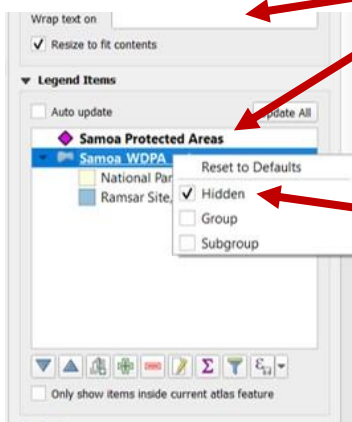 Wrap text on
Resize to fit contents
Legend Items
Auto update
Update All
Samoa Protected Areas
Samoa WDPA
Reset to Defaults
National Par
Hidden
Ramsar Site,
Group
Subgroup
Only show items inside current atlas feature